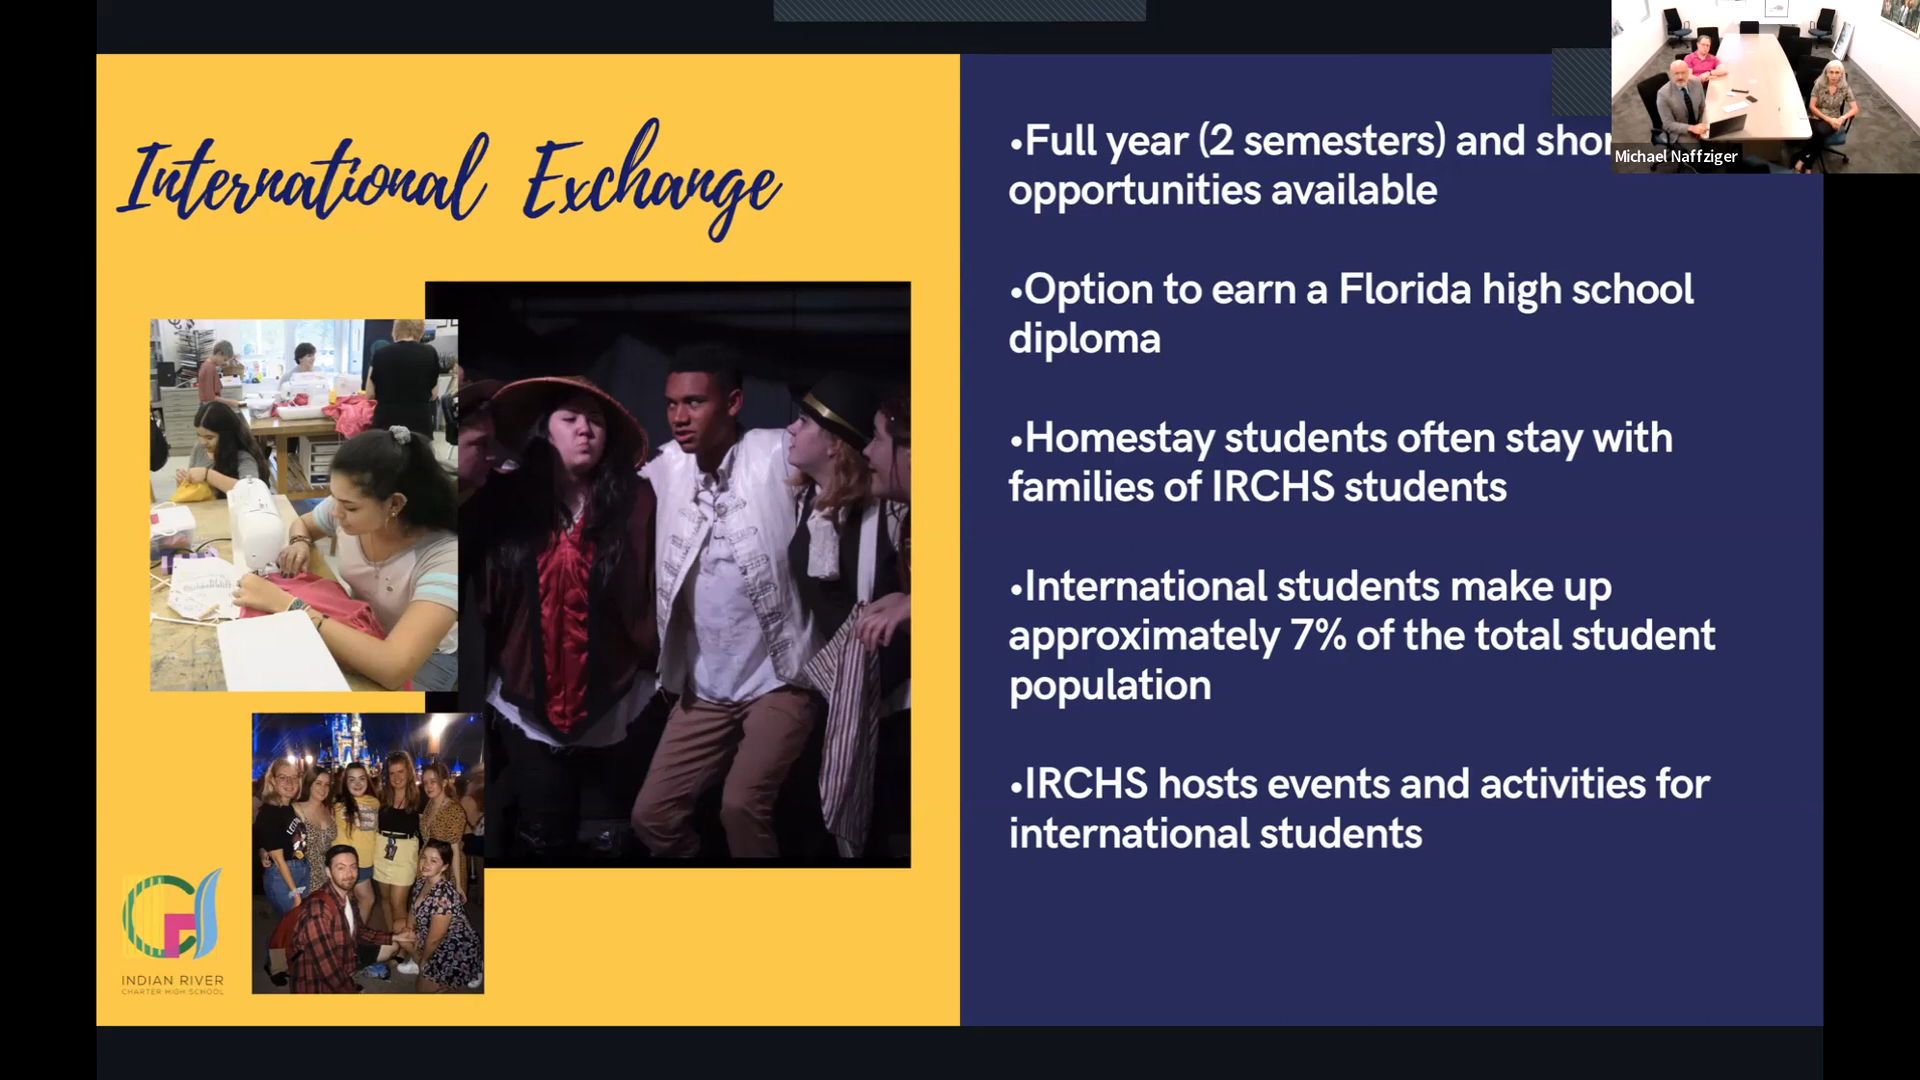 International Exchange
•Full year (2 semesters) and
opportunities available
•Option to earn a Florida high school
diploma
•Homestay students often stay with
families of IRCHS students
•International students make up
approximately 7% of the total student
population
•IRCHS hosts events and activities for
international students
Michael Naffziger
INDIAN RIVER
CHARTER HIGH SCHOOL